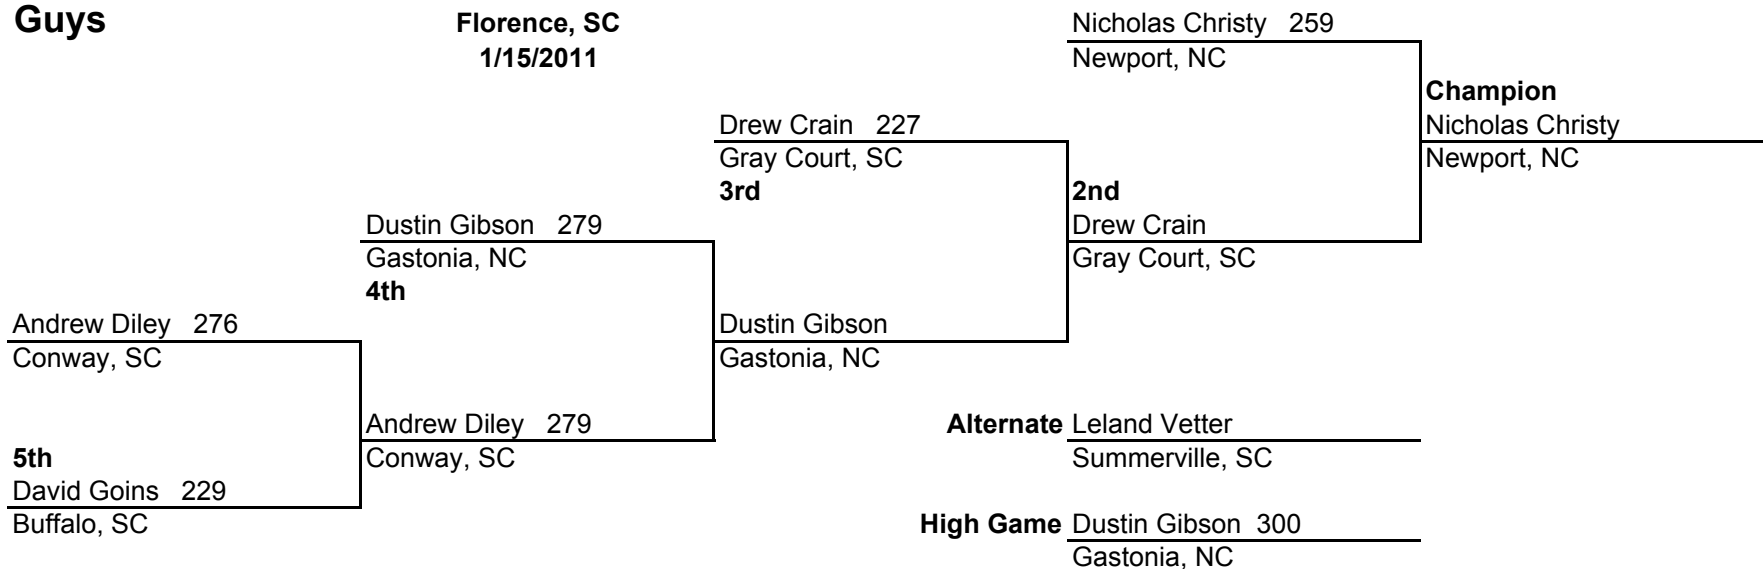 Guys
Florence, SC
1/15/2011
Nicholas Christy 259
Newport, NC
Champion
Nicholas Christy
Newport, NC
Drew Crain 227
Gray Court, SC
3rd
2nd
Drew Crain
Gray Court, SC
Dustin Gibson 279
Gastonia, NC
4th
Andrew Diley 276
Conway, SC
Dustin Gibson
Gastonia, NC
Andrew Diley 279
Conway, SC
5th
David Goins 229
Buffalo, SC
Alternate Leland Vetter
Summerville, SC
High Game Dustin Gibson 300
Gastonia, NC